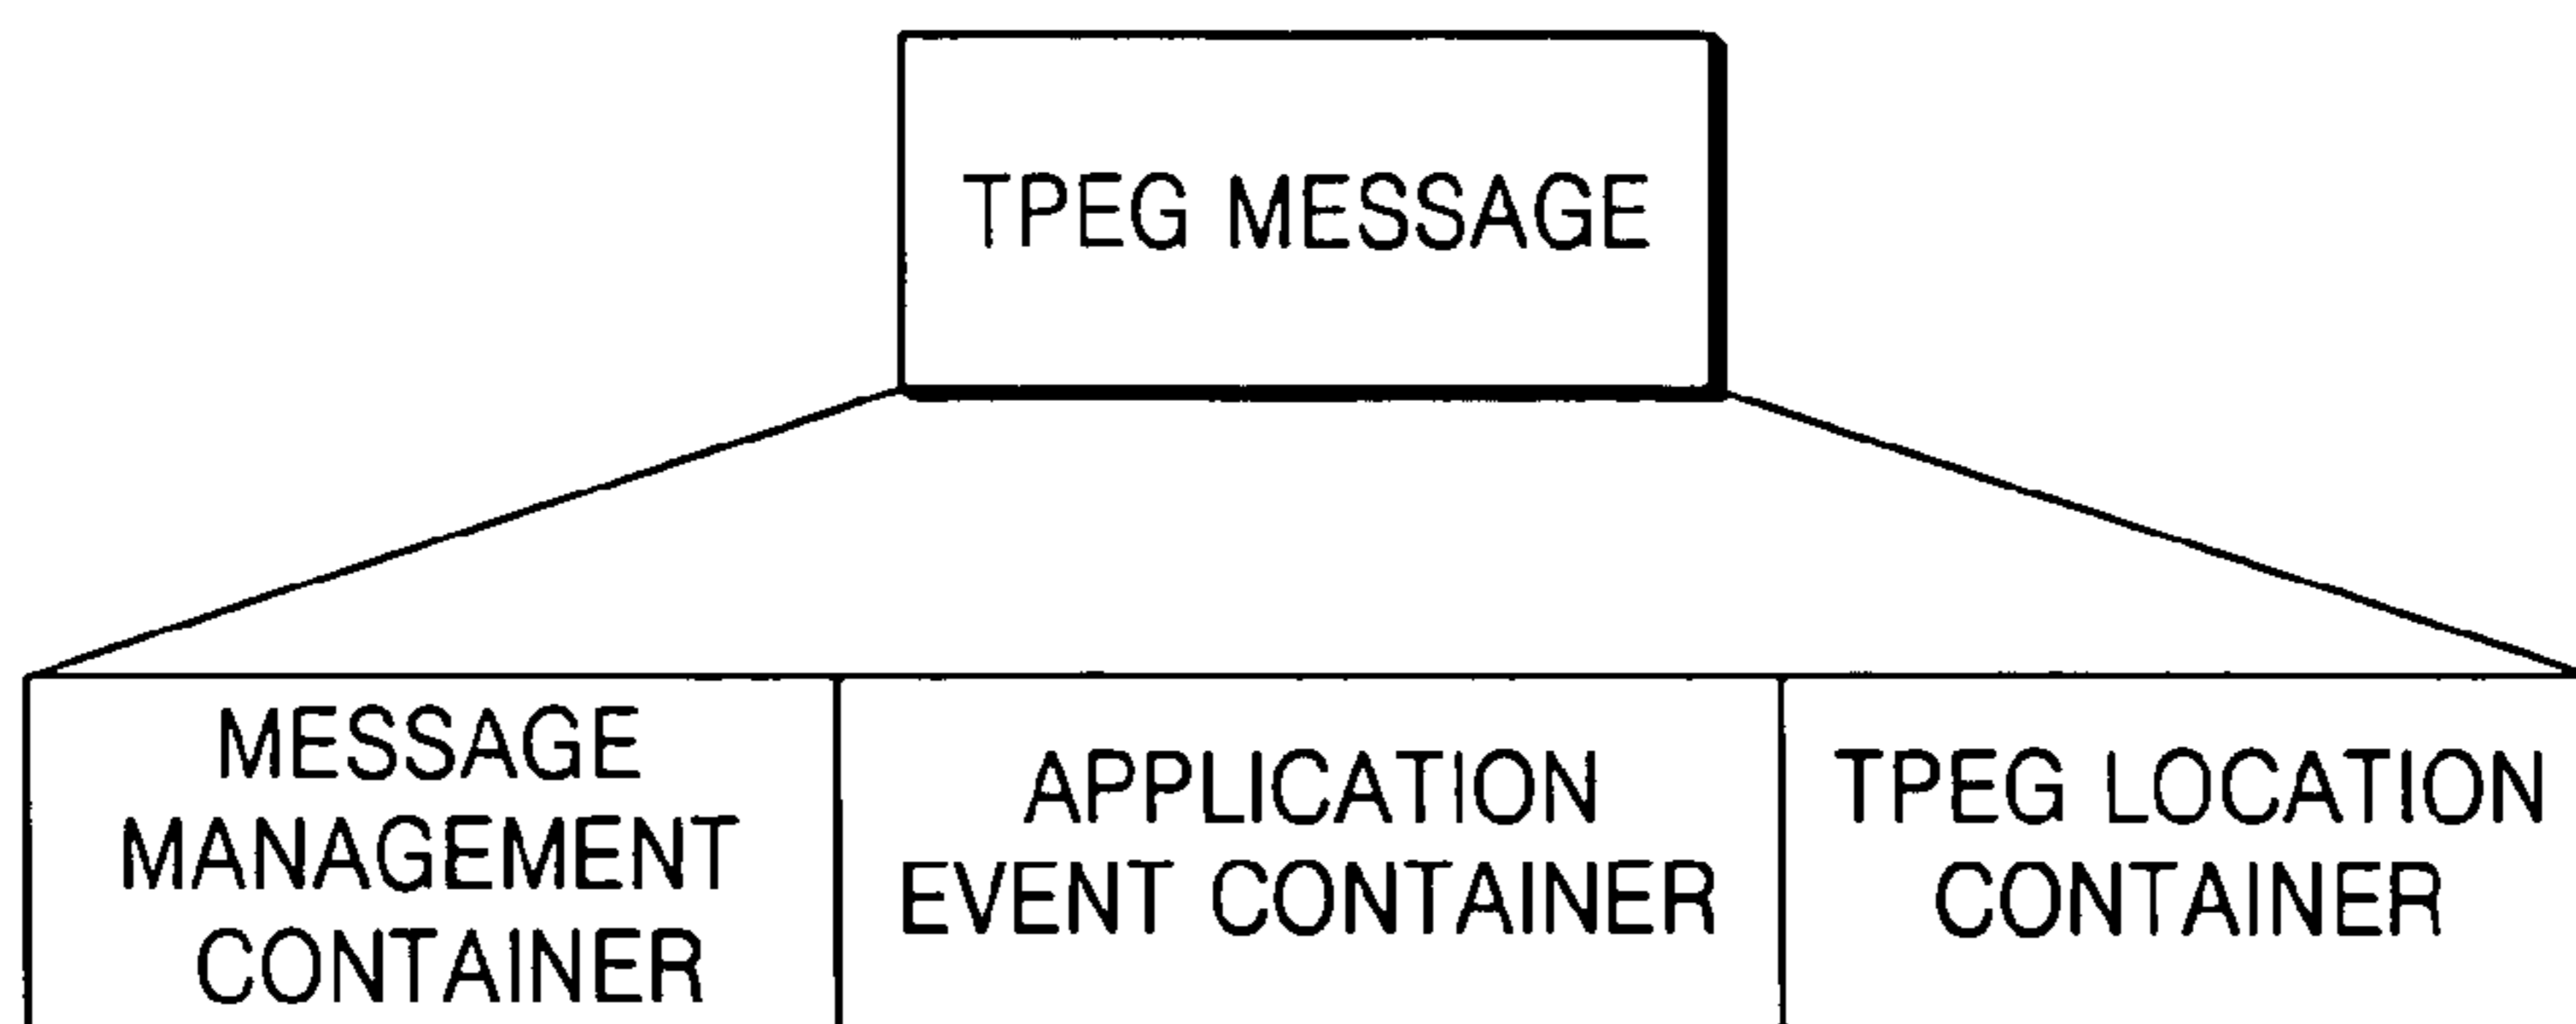 TPEG MESSAGE
MESSAGE
MANAGEMENT
CONTAINER
APPLICATION
EVENT CONTAINER
TPEG LOCATION
CONTAINER